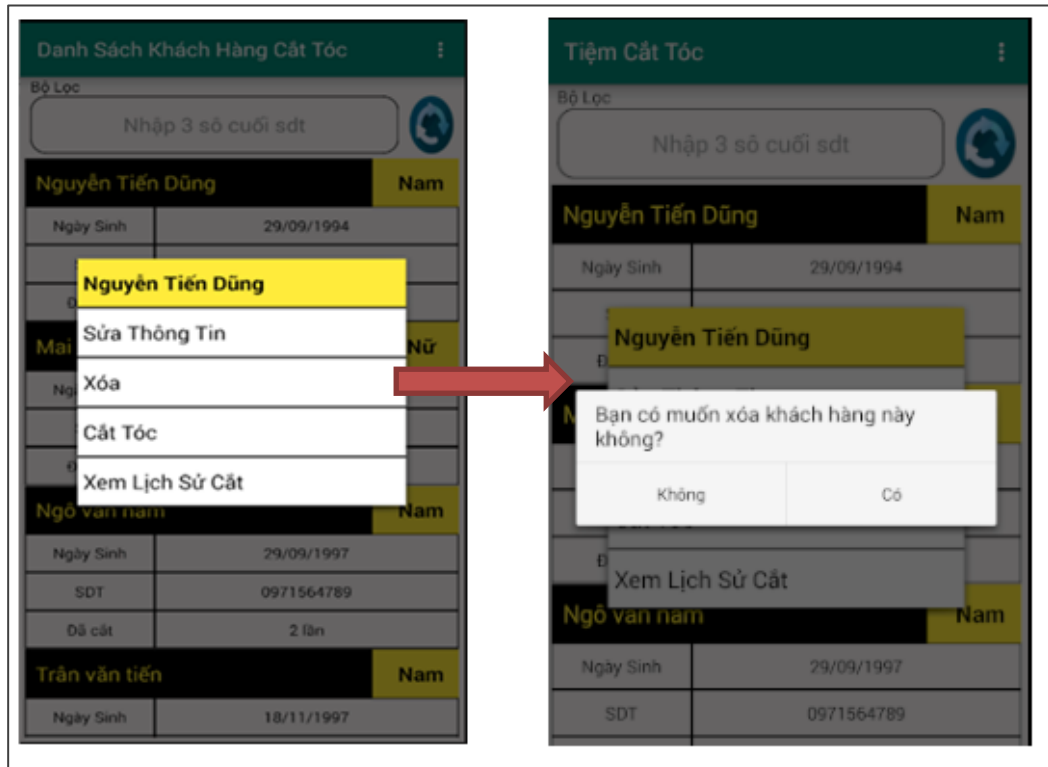 Danh Sách Khách Hàng Cắt Tóc
Bộ Lọc
Nhập 3 số cuối sdt
Nguyễn Tiến Dũng Nam
Ngày Sinh 29/09/1994
Nguyễn Tiến Dũng
Sửa Thông Tin
Mai Nữ
Xóa
Cắt Tóc
Xem Lịch Sử Cắt
Ngô văn nam Nam
Ngày Sinh 29/09/1997
SDT 0971564789
Đã cắt 2 lần
Trần văn tiến Nam
Ngày Sinh 18/11/1997
Tiệm Cắt Tóc
Bộ Lọc
Nhập 3 số cuối sdt
Nguyễn Tiến Dũng Nam
Ngày Sinh 29/09/1994
Nguyễn Tiến Dũng
Bạn có muốn xóa khách hàng này
không?
Không Có
Xem Lịch Sử Cắt
Ngô văn nam Nam
Ngày Sinh 29/09/1997
SDT 0971564789